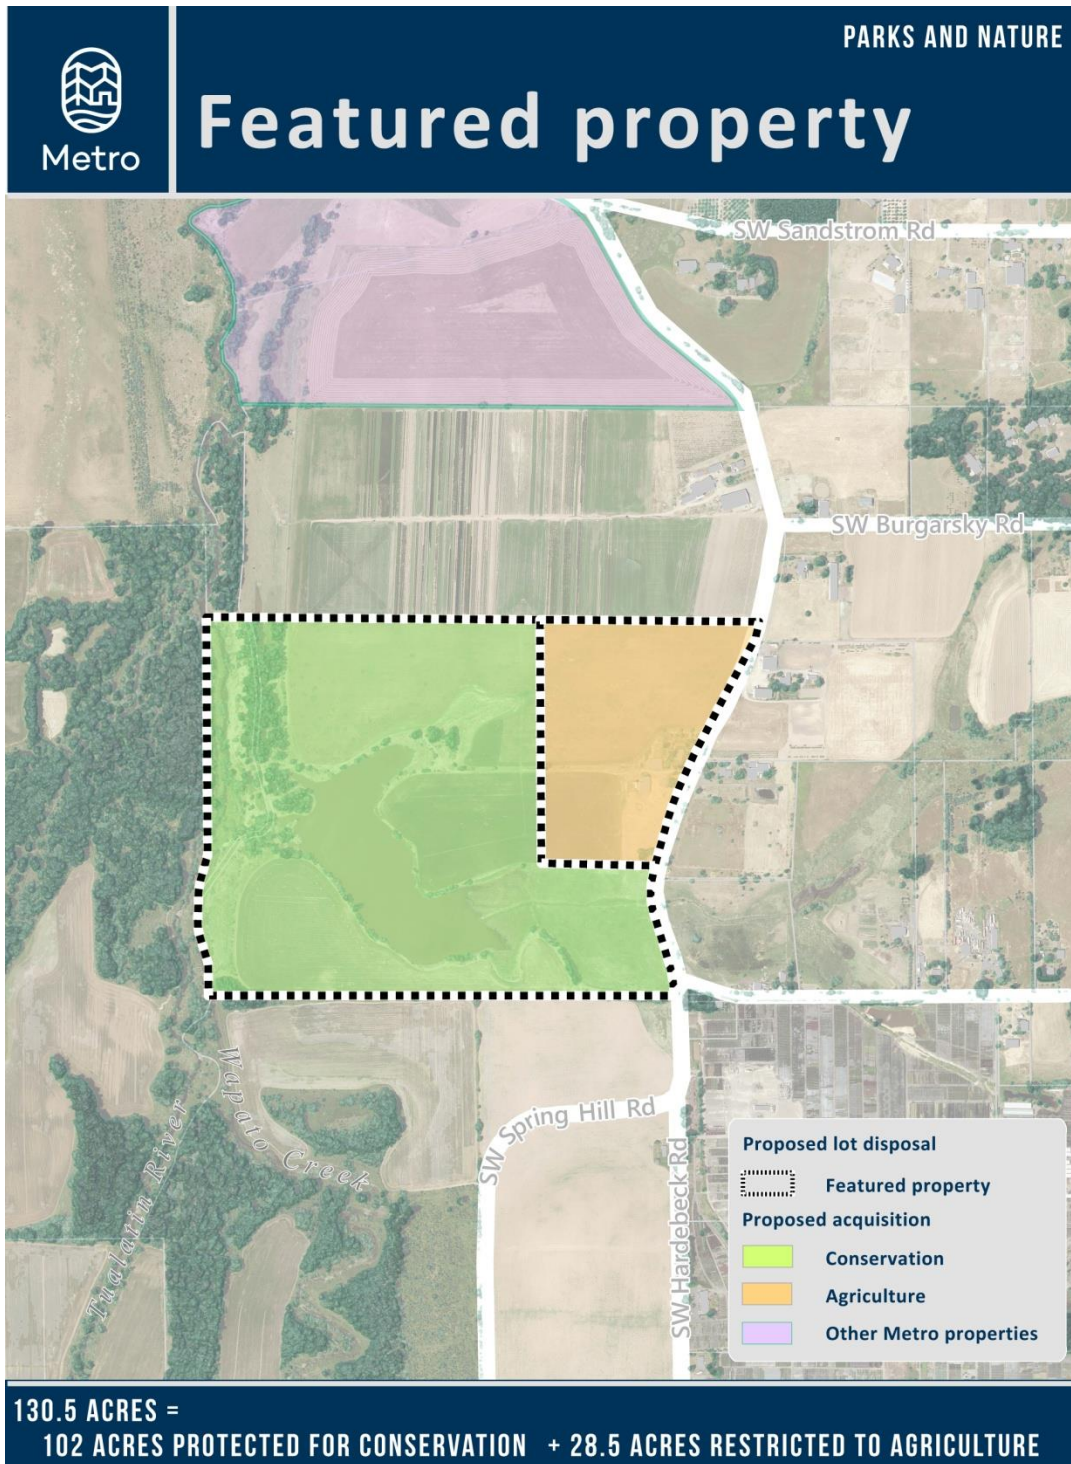 PARKS AND NATURE
Metro
Featured property
SW Sandstrom Rd
SW Burgarsky Rd
Wapato Creek
Tualatin River
SW Spring Hill Rd
SW Hardebeck Rd
Proposed lot disposal
Featured property
Proposed acquisition
Conservation
Agriculture
Other Metro properties
130.5 ACRES =
102 ACRES PROTECTED FOR CONSERVATION + 28.5 ACRES RESTRICTED TO AGRICULTURE